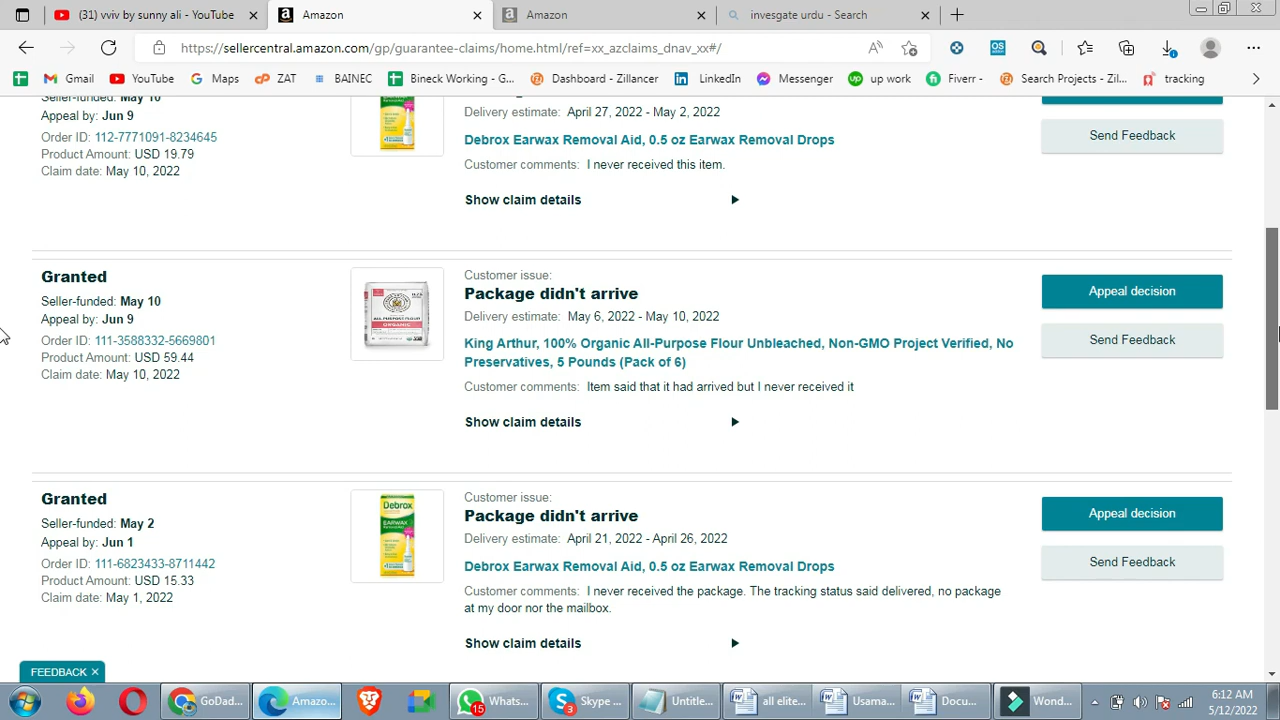 (31) vviv by sunny ali - YouTube
Amazon
Amazon
invesgate urdu - Search
https://sellercentral.amazon.com/gp/guarantee-claims/home.html/ref=xx_azclaims_dnav_xx#/
Gmail
YouTube
Maps
ZAT
BAINEC
Bineck Working - G...
Dashboard - Zillancer
LinkedIn
Messenger
up work
Fiverr -
Search Projects - Zil...
tracking
Seller-funded: May 10
Appeal by: Jun 9
Order ID: 112-7771091-8234645
Product Amount: USD 19.79
Claim date: May 10, 2022
Delivery estimate: April 27, 2022 - May 2, 2022
Debrox Earwax Removal Aid, 0.5 oz Earwax Removal Drops
Customer comments: I never received this item.
Show claim details
Send Feedback
Granted
Seller-funded: May 10
Appeal by: Jun 9
Order ID: 111-3588332-5669801
Product Amount: USD 59.44
Claim date: May 10, 2022
ORGANIC
Customer issue:
Package didn't arrive
Delivery estimate: May 6, 2022 - May 10, 2022
King Arthur, 100% Organic All-Purpose Flour Unbleached, Non-GMO Project Verified, No
Preservatives, 5 Pounds (Pack of 6)
Customer comments: Item said that it had arrived but I never received it
Show claim details
Appeal decision
Send Feedback
Granted
Seller-funded: May 2
Appeal by: Jun 1
Order ID: 111-6823433-8711442
Product Amount: USD 15.33
Claim date: May 1, 2022
Debrox
EARWAX
Customer issue:
Package didn't arrive
Delivery estimate: April 21, 2022 - April 26, 2022
Debrox Earwax Removal Aid, 0.5 oz Earwax Removal Drops
Customer comments: I never received the package. The tracking status said delivered, no package
at my door nor the mailbox.
Show claim details
Appeal decision
Send Feedback
FEEDBACK ×
GoDad...
Amazo...
Whats...
15
Skype ...
3
Untitle...
all elite...
Usama...
Docu...
Wond...
6:12 AM
5/12/2022